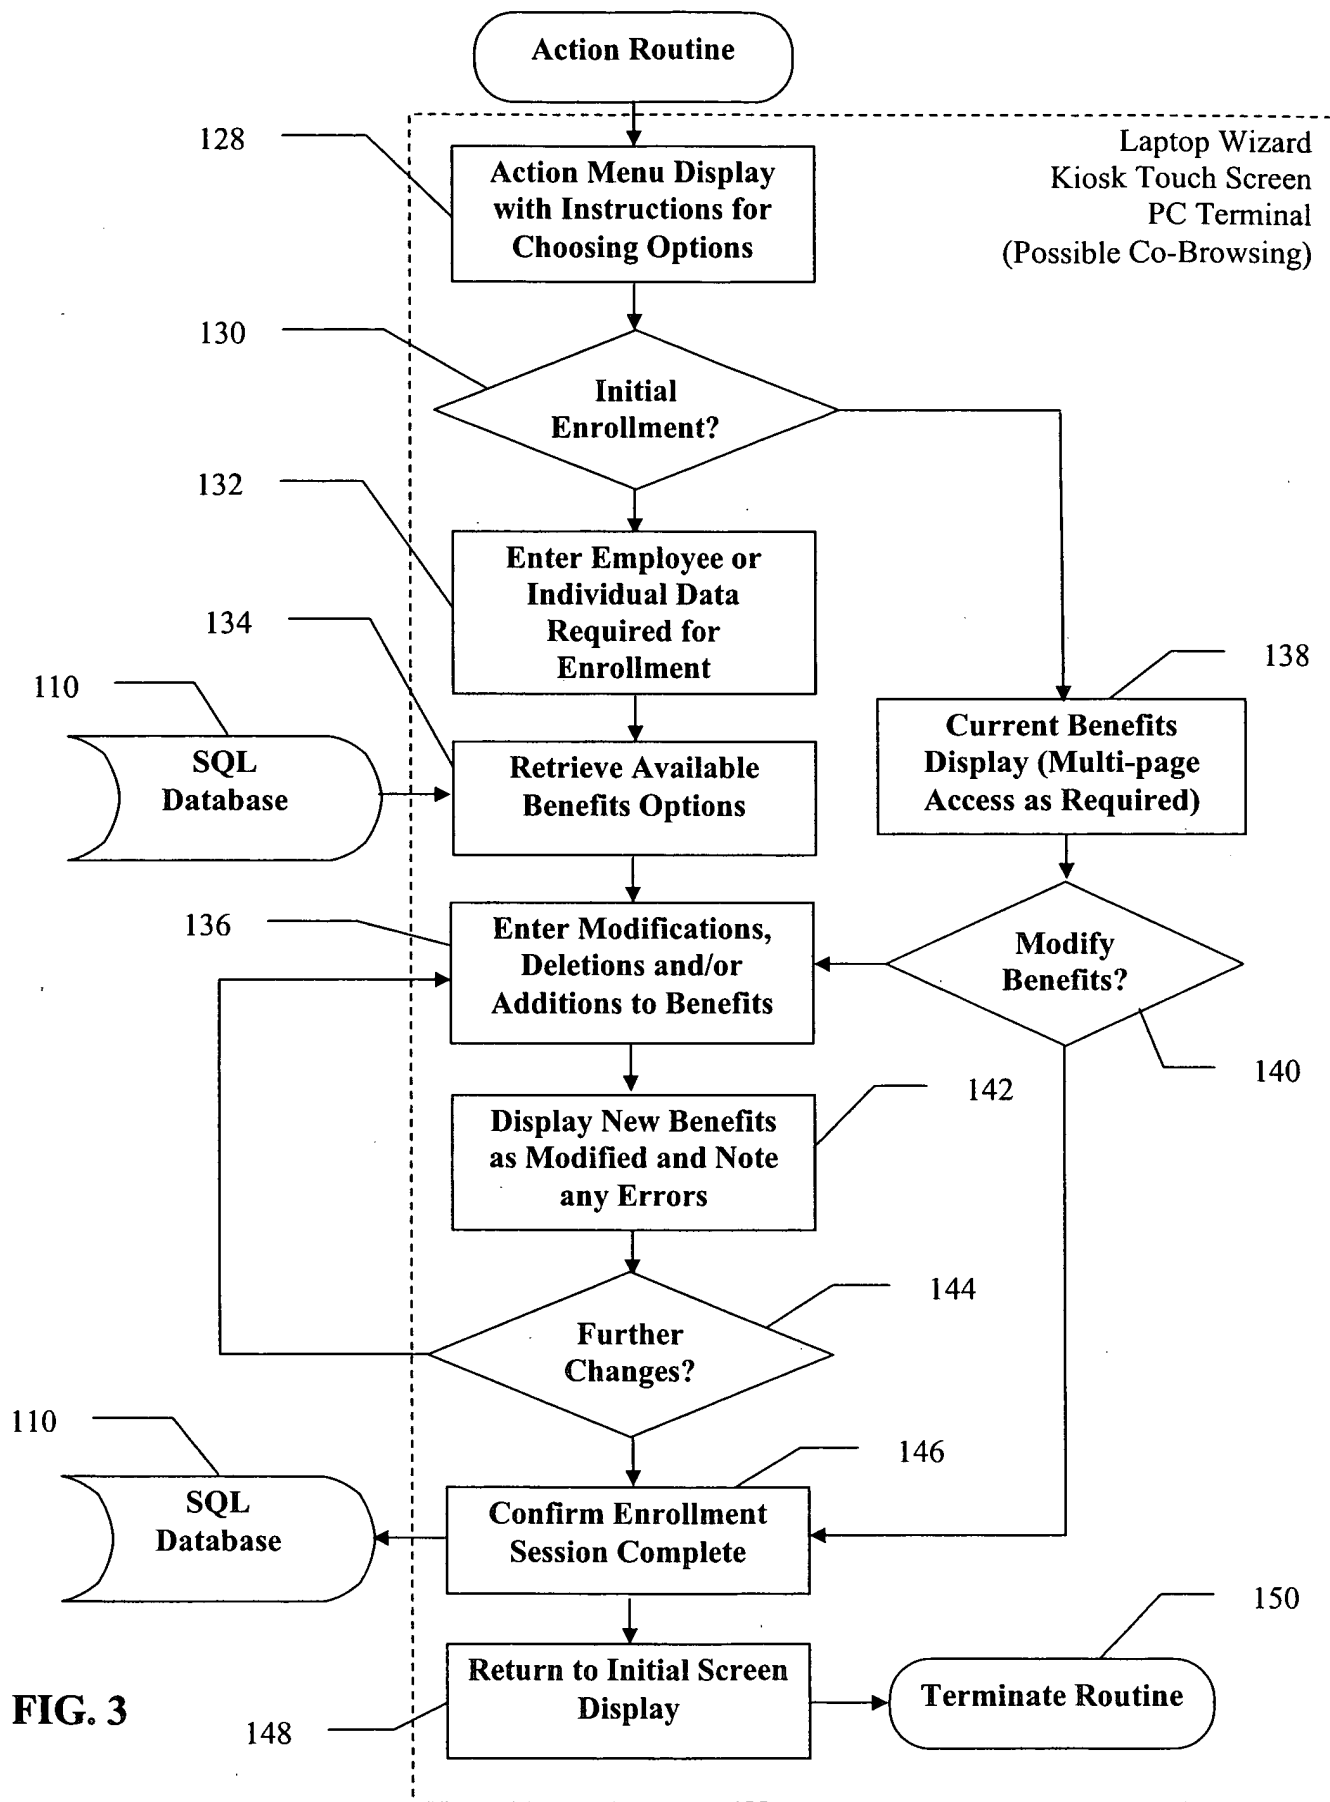 Action Routine
Laptop Wizard
Kiosk Touch Screen
PC Terminal
(Possible Co-Browsing)
128
Action Menu Display
with Instructions for
Choosing Options
130
Initial
Enrollment?
132
Enter Employee or
Individual Data
Required for
Enrollment
134
110
SQL
Database
Retrieve Available
Benefits Options
138
Current Benefits
Display (Multi-page
Access as Required)
136
Enter Modifications,
Deletions and/or
Additions to Benefits
Modify
Benefits?
140
142
Display New Benefits
as Modified and Note
any Errors
144
Further
Changes?
110
SQL
Database
146
Confirm Enrollment
Session Complete
150
Return to Initial Screen
Display
Terminate Routine
148
FIG. 3